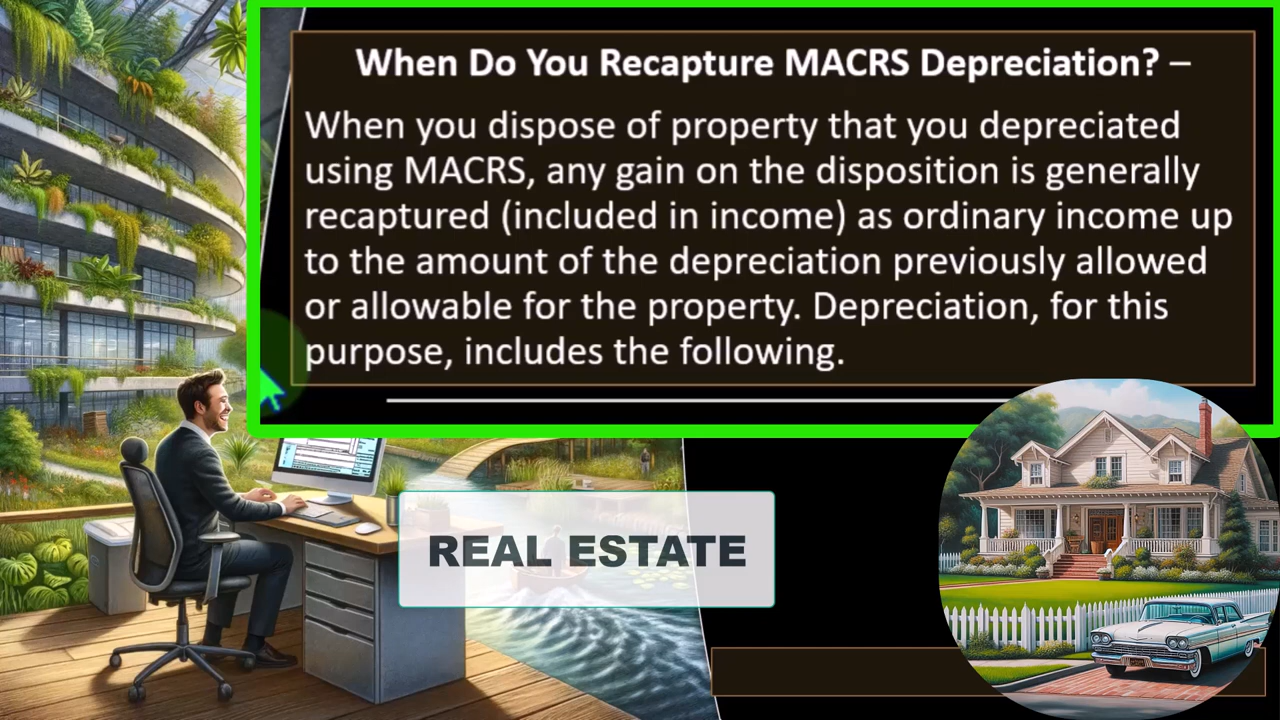 When Do You Recapture MACRS Depreciation? –
When you dispose of property that you depreciated
using MACRS, any gain on the disposition is generally
recaptured (included in income) as ordinary income up
to the amount of the depreciation previously allowed
or allowable for the property. Depreciation, for this
purpose, includes the following.
REAL ESTATE